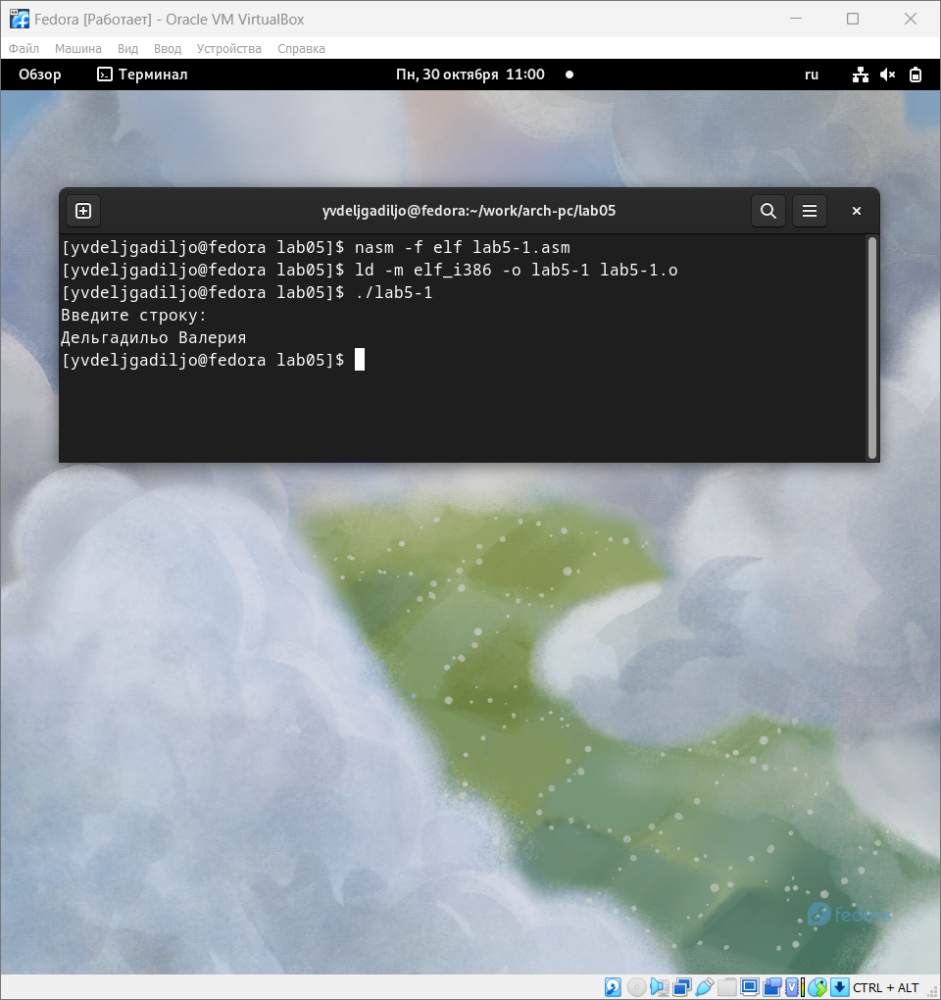 Fedora [Работает] - Oracle VM VirtualBox
Файл Машина Вид Ввод Устройства Справка
Обзор Терминал Пн, 30 октября 11:00 ru
yvdeljgadiljo@fedora:~/work/arch-pc/lab05
[yvdeljgadiljo@fedora lab05]$ nasm -f elf lab5-1.asm
[yvdeljgadiljo@fedora lab05]$ ld -m elf_i386 -o lab5-1 lab5-1.o
[yvdeljgadiljo@fedora lab05]$ ./lab5-1
Введите строку:
Дельгадильо Валерия
[yvdeljgadiljo@fedora lab05]$
fedora
CTRL + ALT